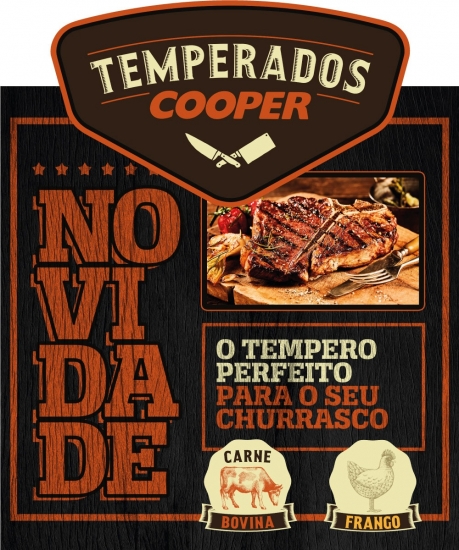 TEMPERADOS
COOPER
NO
VI
DA
DE
O TEMPERO
PERFEITO
PARA O SEU
CHURRASCO
CARNE
BOVINA
FRANGO